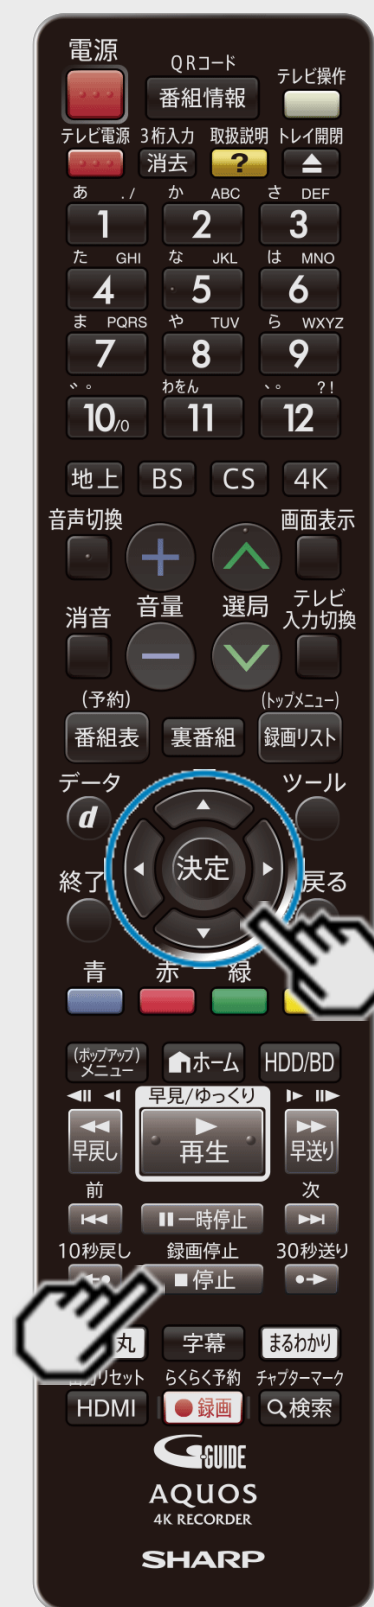 電源
QRコード
テレビ操作
番組情報
テレビ電源 3桁入力 取扱説明 トレイ開閉
消去 ?
あ ./ か ABC さ DEF
1 2 3
た GHI な JKL は MNO
4 5 6
ま PQRS や TUV ら WXYZ
7 8 9
゛゜ わをん 、。 ?!
10/0 11 12
地上 BS CS 4K
音声切換 画面表示
消音 音量 選局 テレビ
入力切換
(予約) (トップメニュー)
番組表 裏番組 録画リスト
データ ツール
d
決定
終了 戻る
青 赤 緑
(ポップアップ)
メニュー ホーム HDD/BD
早見/ゆっくり
早戻し 再生 早送り
前 次
一時停止
10秒戻し 録画停止 30秒送り
停止
丸 字幕 まるわかり
リセット らくらく予約 チャプターマーク
HDMI 録画 検索
G-GUIDE
AQUOS
4K RECORDER
SHARP